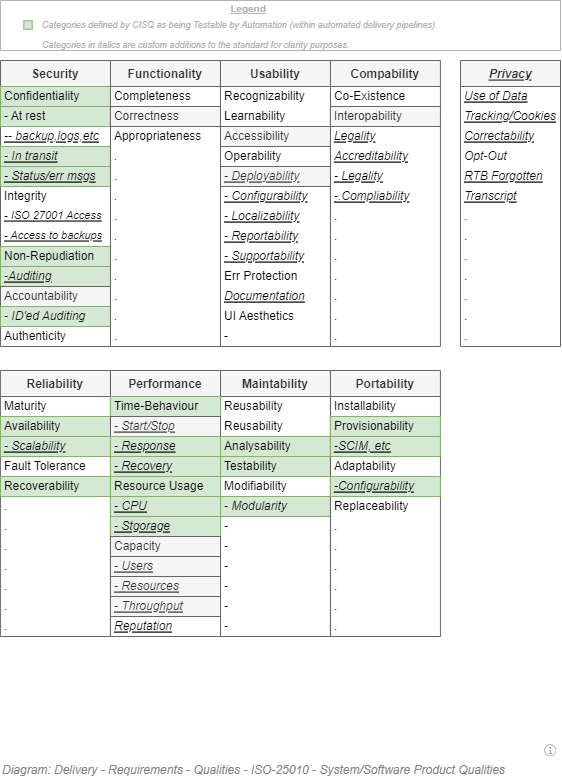 Legend
Categories defined by CISQ as being Testable by Automation (within automated delivery pipelines).
Categories in italics are custom additions to the standard for clarity purposes.
Security Functionality Usability Compability Privacy
Confidentiality Completeness Recognizability Co-Existence Use of Data
- At rest Correctness Learnability Interopability Tracking/Cookies
-- backup,logs,etc Appropriateness Accessibility Legality Correctability
- In transit . Operability Accreditability Opt-Out
- Status/err msgs . - Deployability - Legality RTB Forgotten
Integrity . - Configurability -.Compliability Transcript
- ISO 27001 Access . - Localizability . .
- Access to backups . - Reportability . .
Non-Repudiation . - Supportability . .
-Auditing . Err Protection . .
Accountability . Documentation . .
- ID'ed Auditing . UI Aesthetics . .
Authenticity . - . .
Reliability Performance Maintability Portability
Maturity Time-Behaviour Reusability Installability
Availability - Start/Stop Reusability Provisionability
- Scalability - Response Analysability -SCIM, etc
Fault Tolerance - Recovery Testability Adaptability
Recoverability Resource Usage Modifiability -Configurability
. - CPU - Modularity Replaceability
. - Stgorage - .
. Capacity - .
. - Users - .
. - Resources - .
. - Throughput - .
. Reputation - .
Diagram: Delivery - Requirements - Qualities - ISO-25010 - System/Software Product Qualities